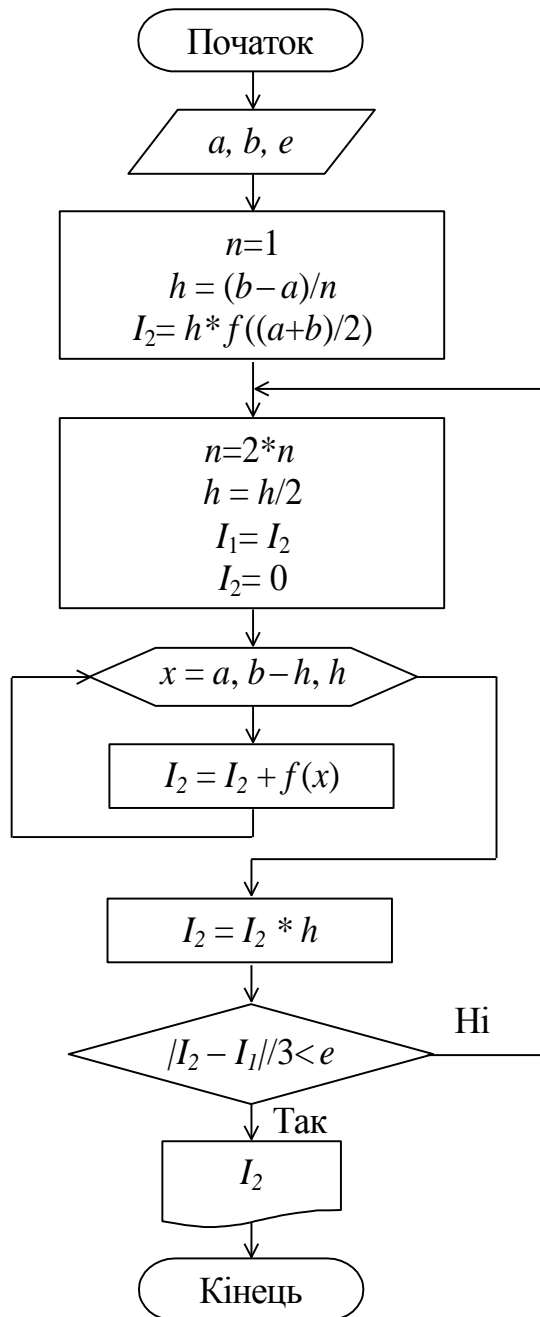 Початок
a, b, e
n=1
h = (b−a)/n
I₂= h* f((a+b)/2)
n=2*n
h = h/2
I₁= I₂
I₂= 0
x = a, b−h, h
I₂ = I₂ + f(x)
I₂ = I₂ * h
|I₂ − I₁|/3< e
Ні
Так
I₂
Кінець